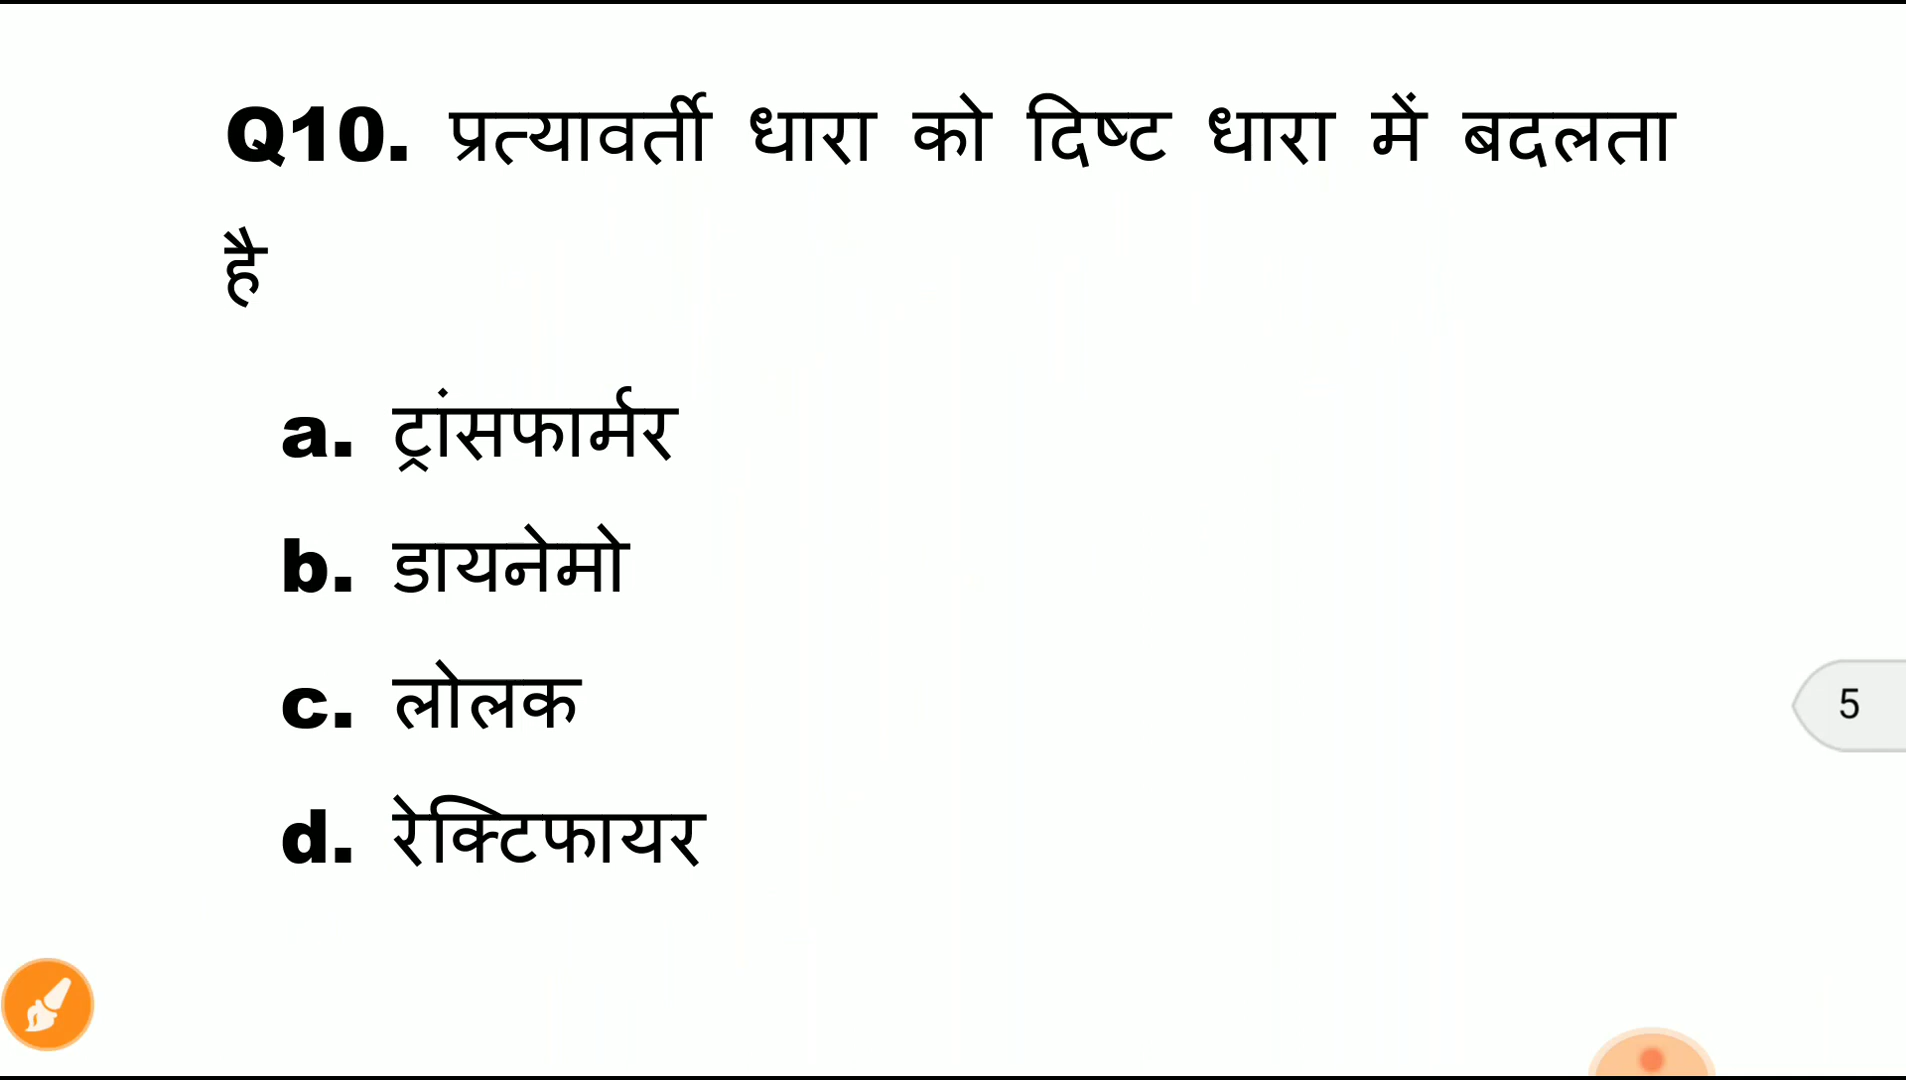 Q10. प्रत्यावर्ती धारा को दिष्ट धारा में बदलता
है
a. ट्रांसफार्मर
b. डायनेमो
c. लोलक
d. रेक्टिफायर
5